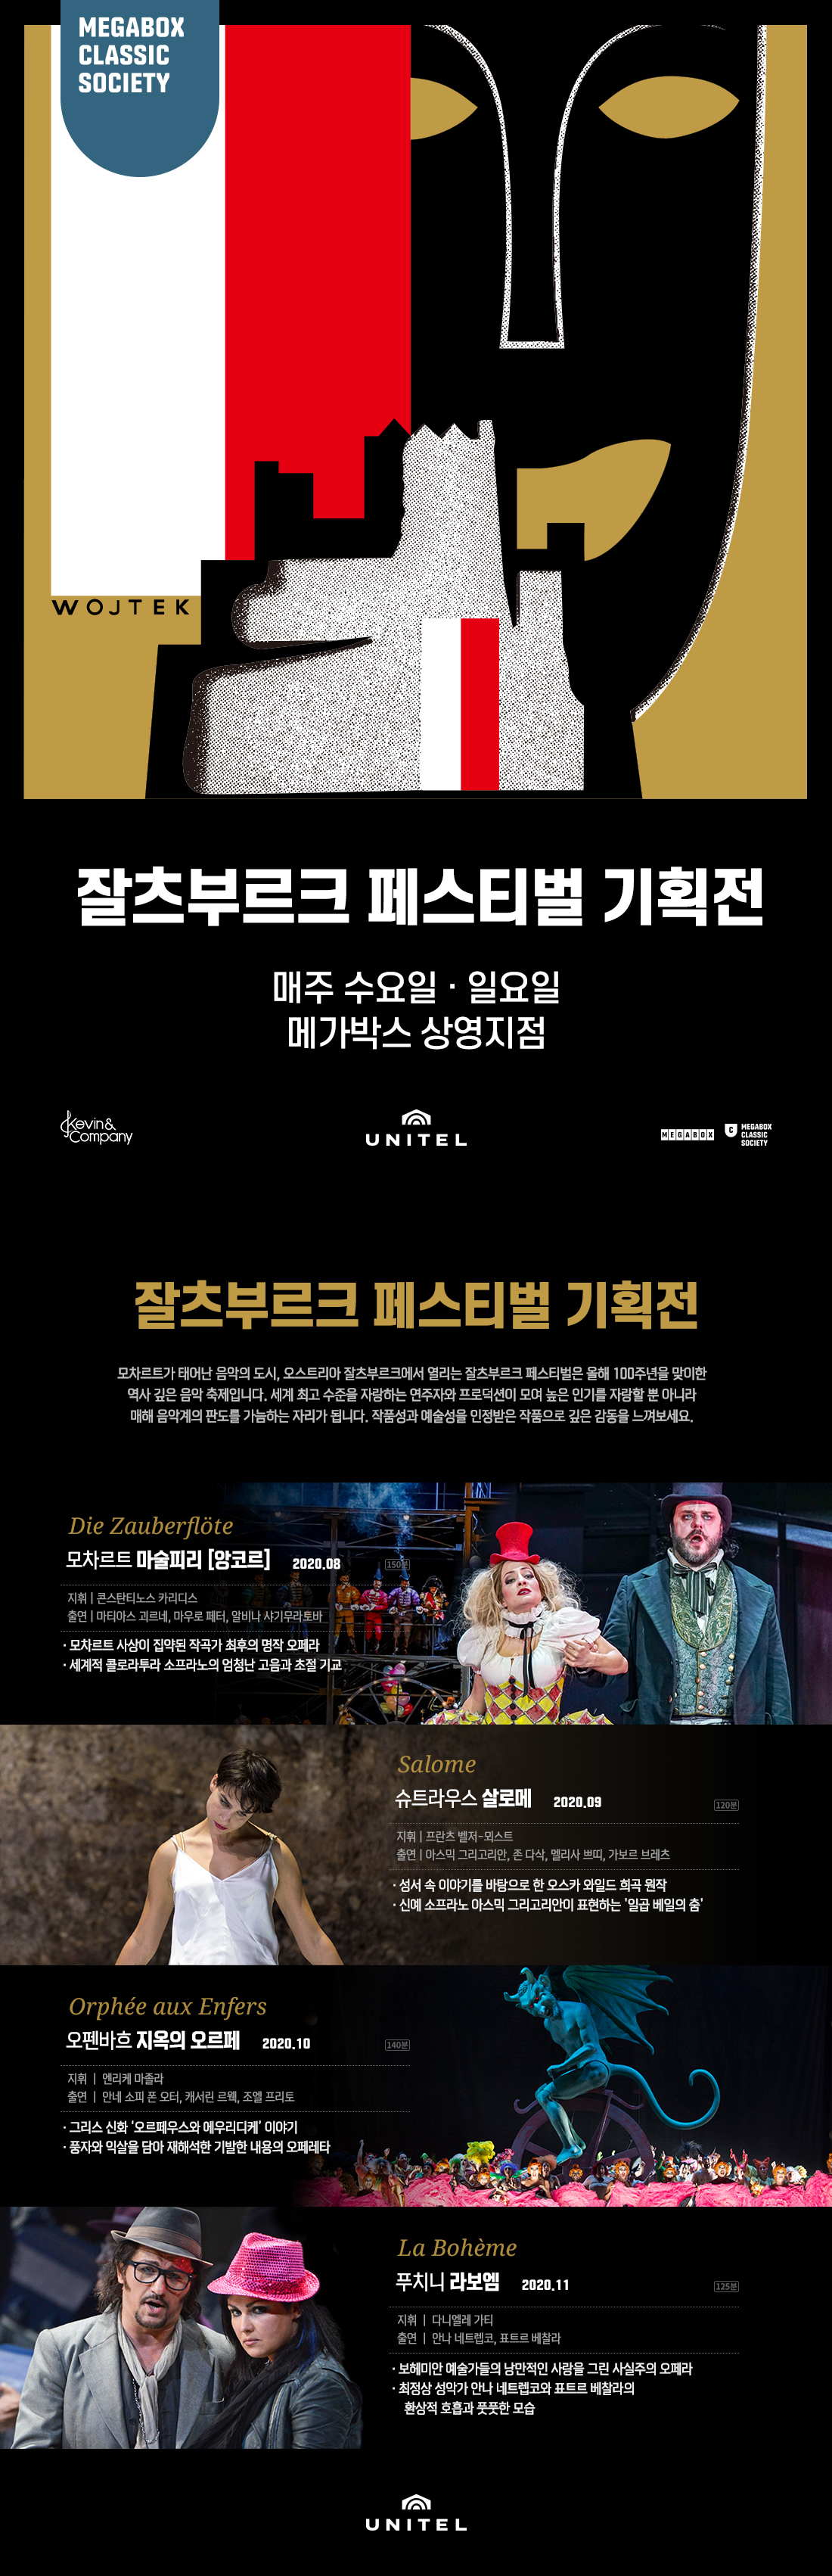 MEGABOX
CLASSIC
SOCIETY
WOJTEK
잘츠부르크 페스티벌 기획전
매주 수요일 · 일요일
메가박스 상영지점
Kevin&
Company
UNITEL
MEGABOX
C
MEGABOX
CLASSIC
SOCIETY
잘츠부르크 페스티벌 기획전
모차르트가 태어난 음악의 도시, 오스트리아 잘츠부르크에서 열리는 잘츠부르크 페스티벌은 올해 100주년을 맞이한
역사 깊은 음악 축제입니다. 세계 최고 수준을 자랑하는 연주자와 프로덕션이 모여 높은 인기를 자랑할 뿐 아니라
매해 음악계의 판도를 가늠하는 자리가 됩니다. 작품성과 예술성을 인정받은 작품으로 깊은 감동을 느껴보세요.
Die Zauberflöte
모차르트 마술피리 [앙코르] 2020.08 150분
지휘 | 콘스탄티노스 카리디스
출연 | 마티아스 괴르네, 마우로 페터, 알비나 샤기무라토바
· 모차르트 사상이 집약된 작곡가 최후의 명작 오페라
· 세계적 콜로라투라 소프라노의 엄청난 고음과 초절 기교
Salome
슈트라우스 살로메 2020.09 120분
지휘 | 프란츠 벨저-뫼스트
출연 | 아스믹 그리고리안, 존 다삭, 멜리사 쁘띠, 가보르 브레츠
· 성서 속 이야기를 바탕으로 한 오스카 와일드 희곡 원작
· 신예 소프라노 아스믹 그리고리안이 표현하는 '일곱 베일의 춤'
Orphée aux Enfers
오펜바흐 지옥의 오르페 2020.10 140분
지휘 | 엔리케 마졸라
출연 | 안네 소피 폰 오터, 캐서린 르웩, 조엘 프리토
· 그리스 신화 '오르페우스와 에우리디케' 이야기
· 풍자와 익살을 담아 재해석한 기발한 내용의 오페레타
La Bohème
푸치니 라보엠 2020.11 125분
지휘 | 다니엘레 가티
출연 | 안나 네트렙코, 표트르 베찰라
· 보헤미안 예술가들의 낭만적인 사랑을 그린 사실주의 오페라
· 최정상 성악가 안나 네트렙코와 표트르 베찰라의
환상적 호흡과 풋풋한 모습
UNITEL